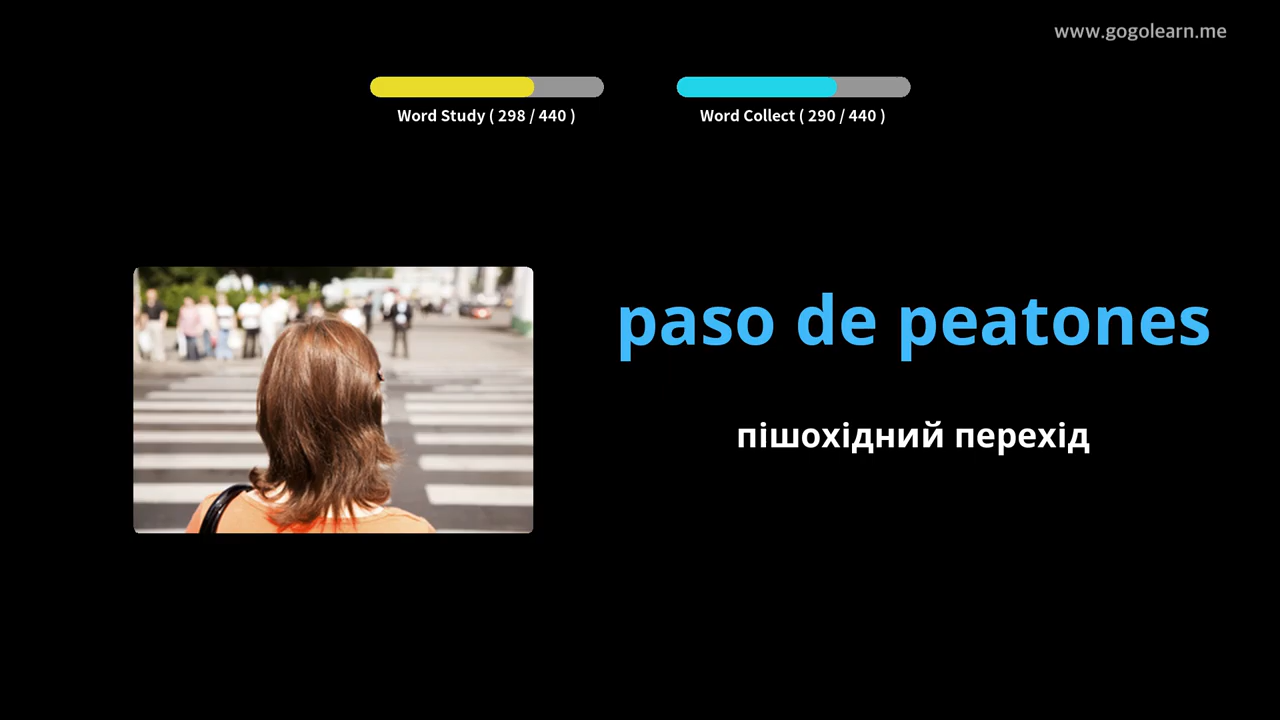 www.gogolearn.me
Word Study ( 298 / 440 )
Word Collect ( 290 / 440 )
paso de peatones
пішохідний перехід